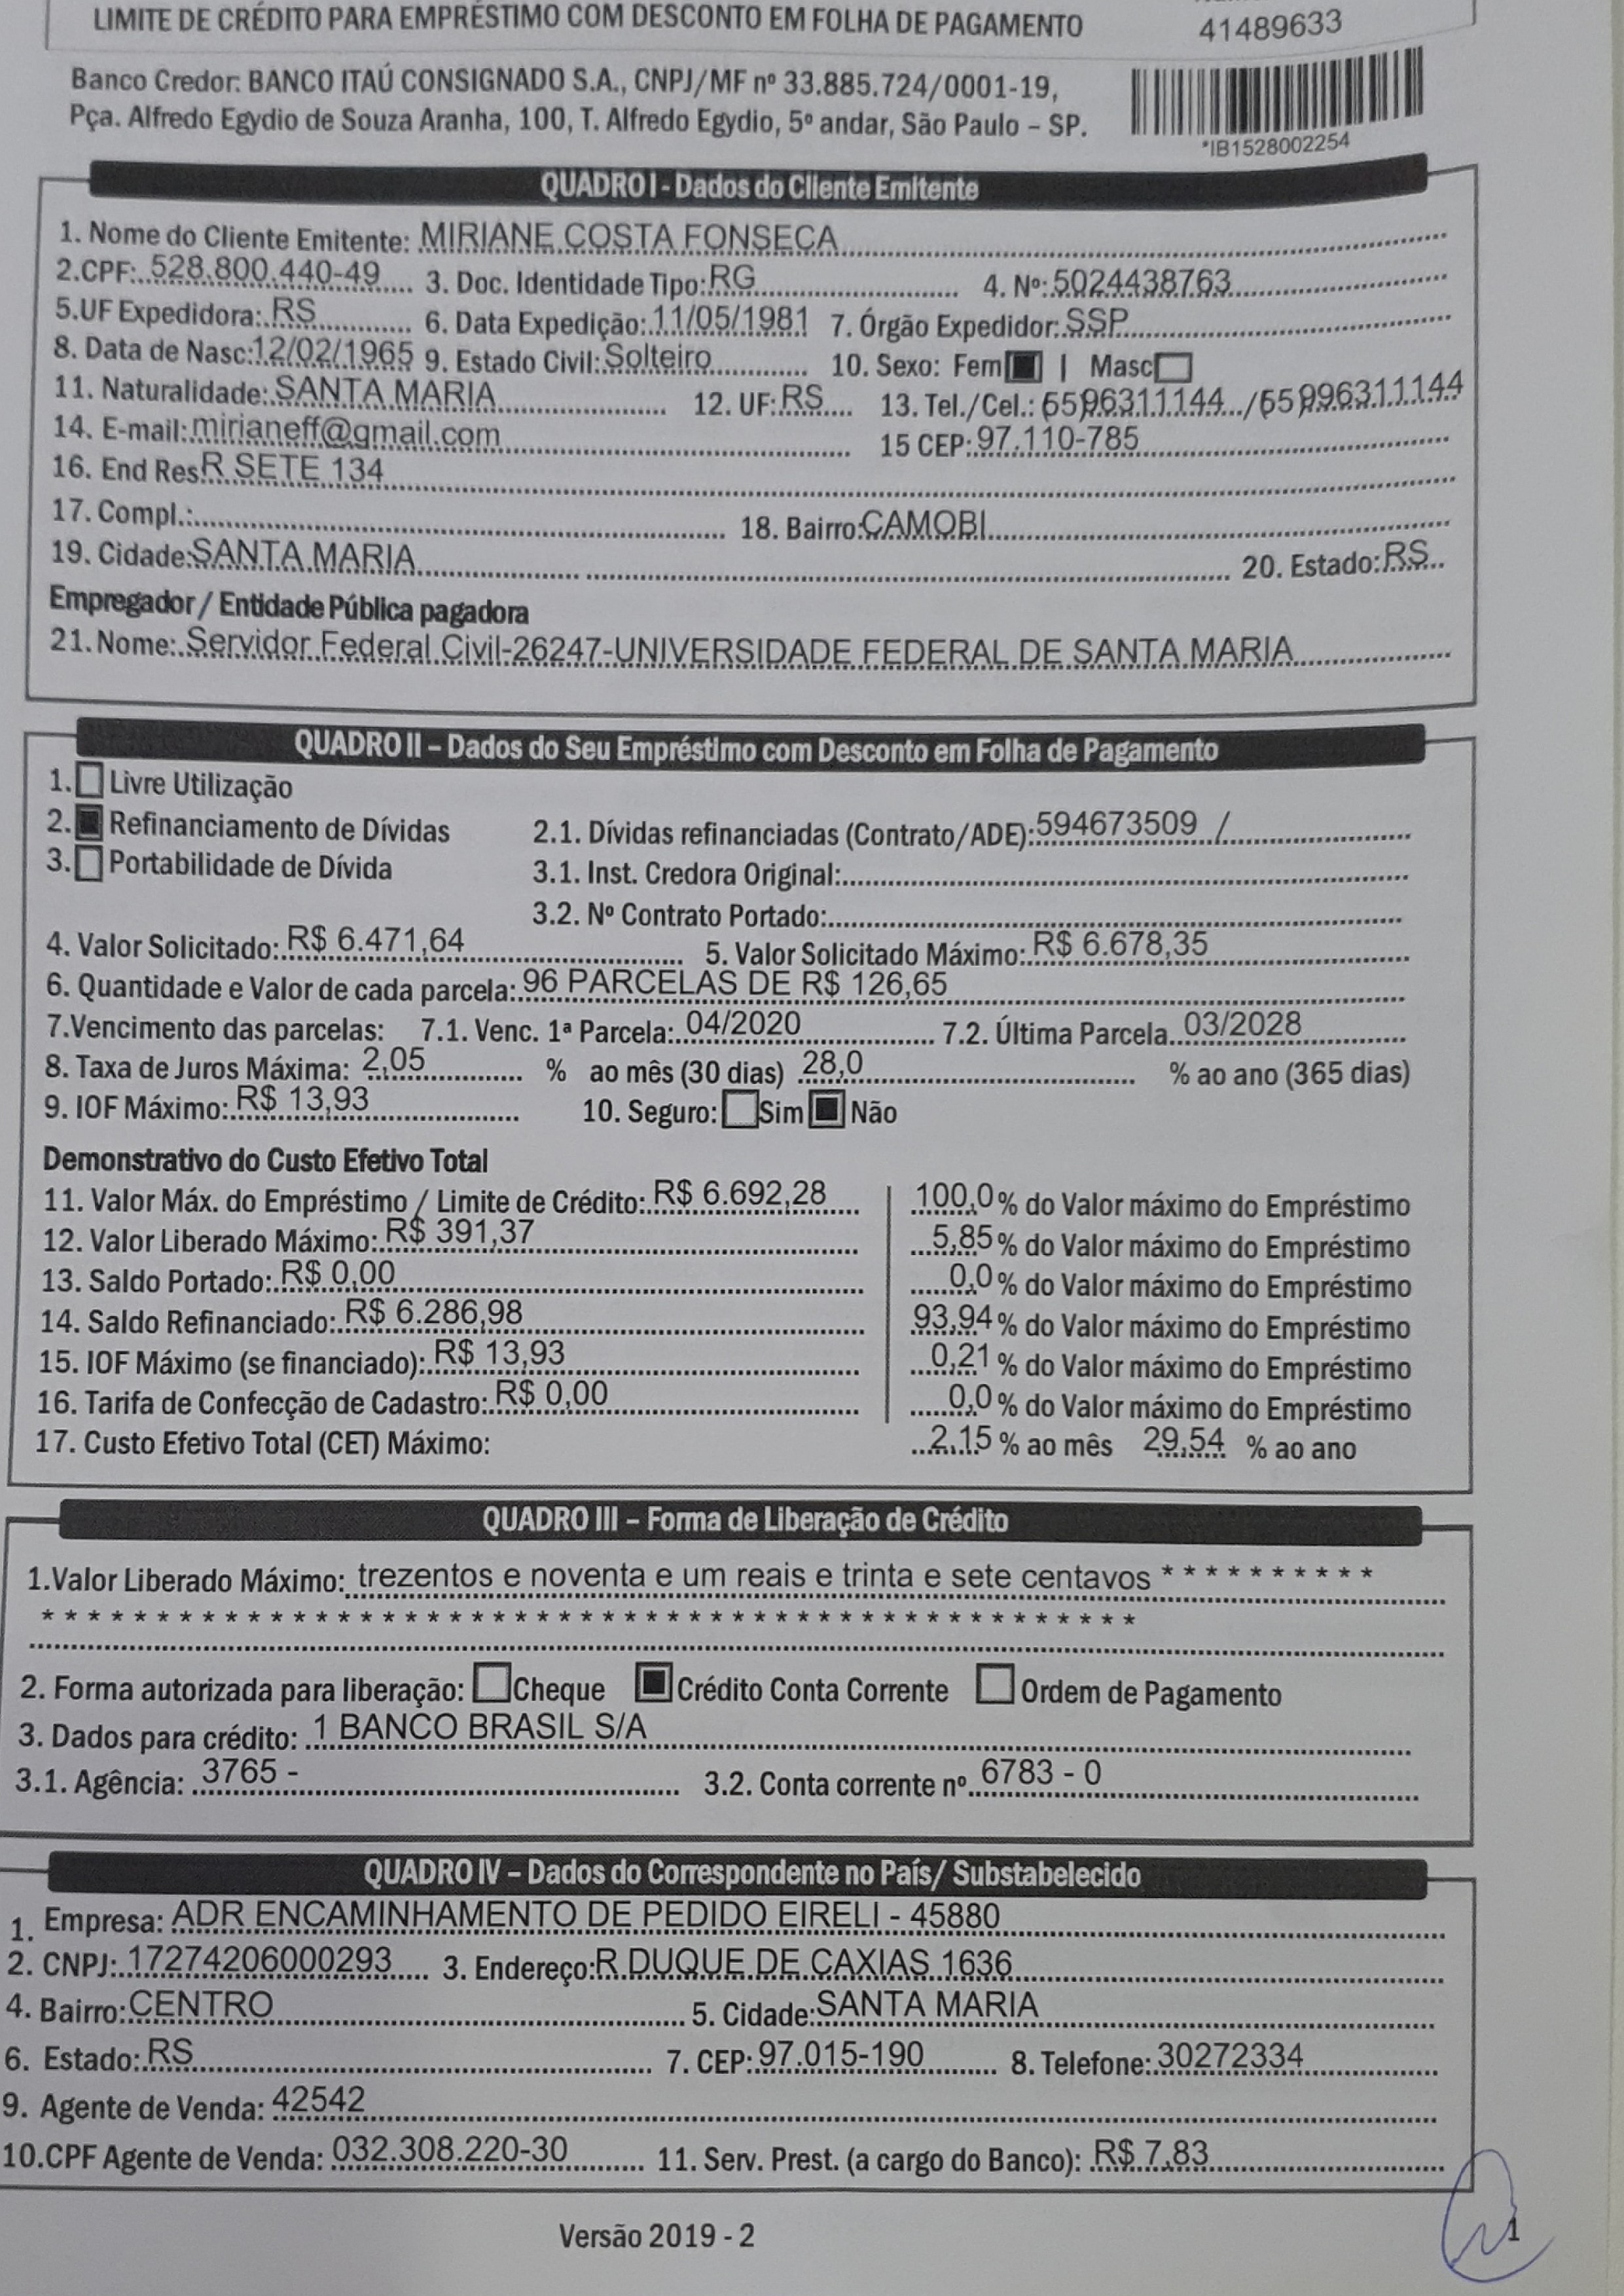 LIMITE DE CRÉDITO PARA EMPRÉSTIMO COM DESCONTO EM FOLHA DE PAGAMENTO 41489633
Banco Credor: BANCO ITAÚ CONSIGNADO S.A., CNPJ/MF nº 33.885.724/0001-19,
Pça. Alfredo Egydio de Souza Aranha, 100, T. Alfredo Egydio, 5º andar, São Paulo – SP.
*IB1528002254
QUADRO I - Dados do Cliente Emitente
1. Nome do Cliente Emitente: MIRIANE COSTA FONSECA
2.CPF: 528.800.440-49 3. Doc. Identidade Tipo: RG 4. Nº: 5024438763
5.UF Expedidora: RS 6. Data Expedição: 11/05/1981 7. Órgão Expedidor: SSP
8. Data de Nasc: 12/02/1965 9. Estado Civil: Solteiro 10. Sexo: Fem | Masc
11. Naturalidade: SANTA MARIA 12. UF: RS 13. Tel./Cel.:
14. E-mail: mirianeff@gmail.com 15 CEP: 97.110-785
16. End Res: R SETE 134
17. Compl.: 18. Bairro: CAMOBI
19. Cidade: SANTA MARIA 20. Estado: RS
Empregador / Entidade Pública pagadora
21. Nome: Servidor Federal Civil-26247-UNIVERSIDADE FEDERAL DE SANTA MARIA
QUADRO II – Dados do Seu Empréstimo com Desconto em Folha de Pagamento
1. Livre Utilização
2. Refinanciamento de Dívidas 2.1. Dívidas refinanciadas (Contrato/ADE): 594673509 /
3. Portabilidade de Dívida 3.1. Inst. Credora Original:
3.2. Nº Contrato Portado:
4. Valor Solicitado: R$ 6.471,64 5. Valor Solicitado Máximo: R$ 6.678,35
6. Quantidade e Valor de cada parcela: 96 PARCELAS DE R$ 126,65
7.Vencimento das parcelas: 7.1. Venc. 1ª Parcela: 04/2020 7.2. Última Parcela 03/2028
8. Taxa de Juros Máxima: 2,05 % ao mês (30 dias) 28,0 % ao ano (365 dias)
9. IOF Máximo: R$ 13,93 10. Seguro: Sim Não
Demonstrativo do Custo Efetivo Total
11. Valor Máx. do Empréstimo / Limite de Crédito: R$ 6.692,28 100,0% do Valor máximo do Empréstimo
12. Valor Liberado Máximo: R$ 391,37 5,85% do Valor máximo do Empréstimo
13. Saldo Portado: R$ 0,00 0,0% do Valor máximo do Empréstimo
14. Saldo Refinanciado: R$ 6.286,98 93,94% do Valor máximo do Empréstimo
15. IOF Máximo (se financiado): R$ 13,93 0,21% do Valor máximo do Empréstimo
16. Tarifa de Confecção de Cadastro: R$ 0,00 0,0% do Valor máximo do Empréstimo
17. Custo Efetivo Total (CET) Máximo: 2,15 % ao mês 29,54 % ao ano
QUADRO III – Forma de Liberação de Crédito
1.Valor Liberado Máximo: trezentos e noventa e um reais e trinta e sete centavos * * * * * * * * * *
* * * * * * * * * * * * * * * * * * * * * * * * * * * * * * * * * * * *
2. Forma autorizada para liberação: Cheque Crédito Conta Corrente Ordem de Pagamento
3. Dados para crédito: 1 BANCO BRASIL S/A
3.1. Agência: 3765 - 3.2. Conta corrente nº 6783 - 0
QUADRO IV – Dados do Correspondente no País/ Substabelecido
1. Empresa: ADR ENCAMINHAMENTO DE PEDIDO EIRELI - 45880
2. CNPJ: 17274206000293 3. Endereço: R DUQUE DE CAXIAS 1636
4. Bairro: CENTRO 5. Cidade: SANTA MARIA
6. Estado: RS 7. CEP: 97.015-190 8. Telefone: 30272334
9. Agente de Venda: 42542
10.CPF Agente de Venda: 032.308.220-30 11. Serv. Prest. (a cargo do Banco): R$ 7,83
Versão 2019 - 2
1